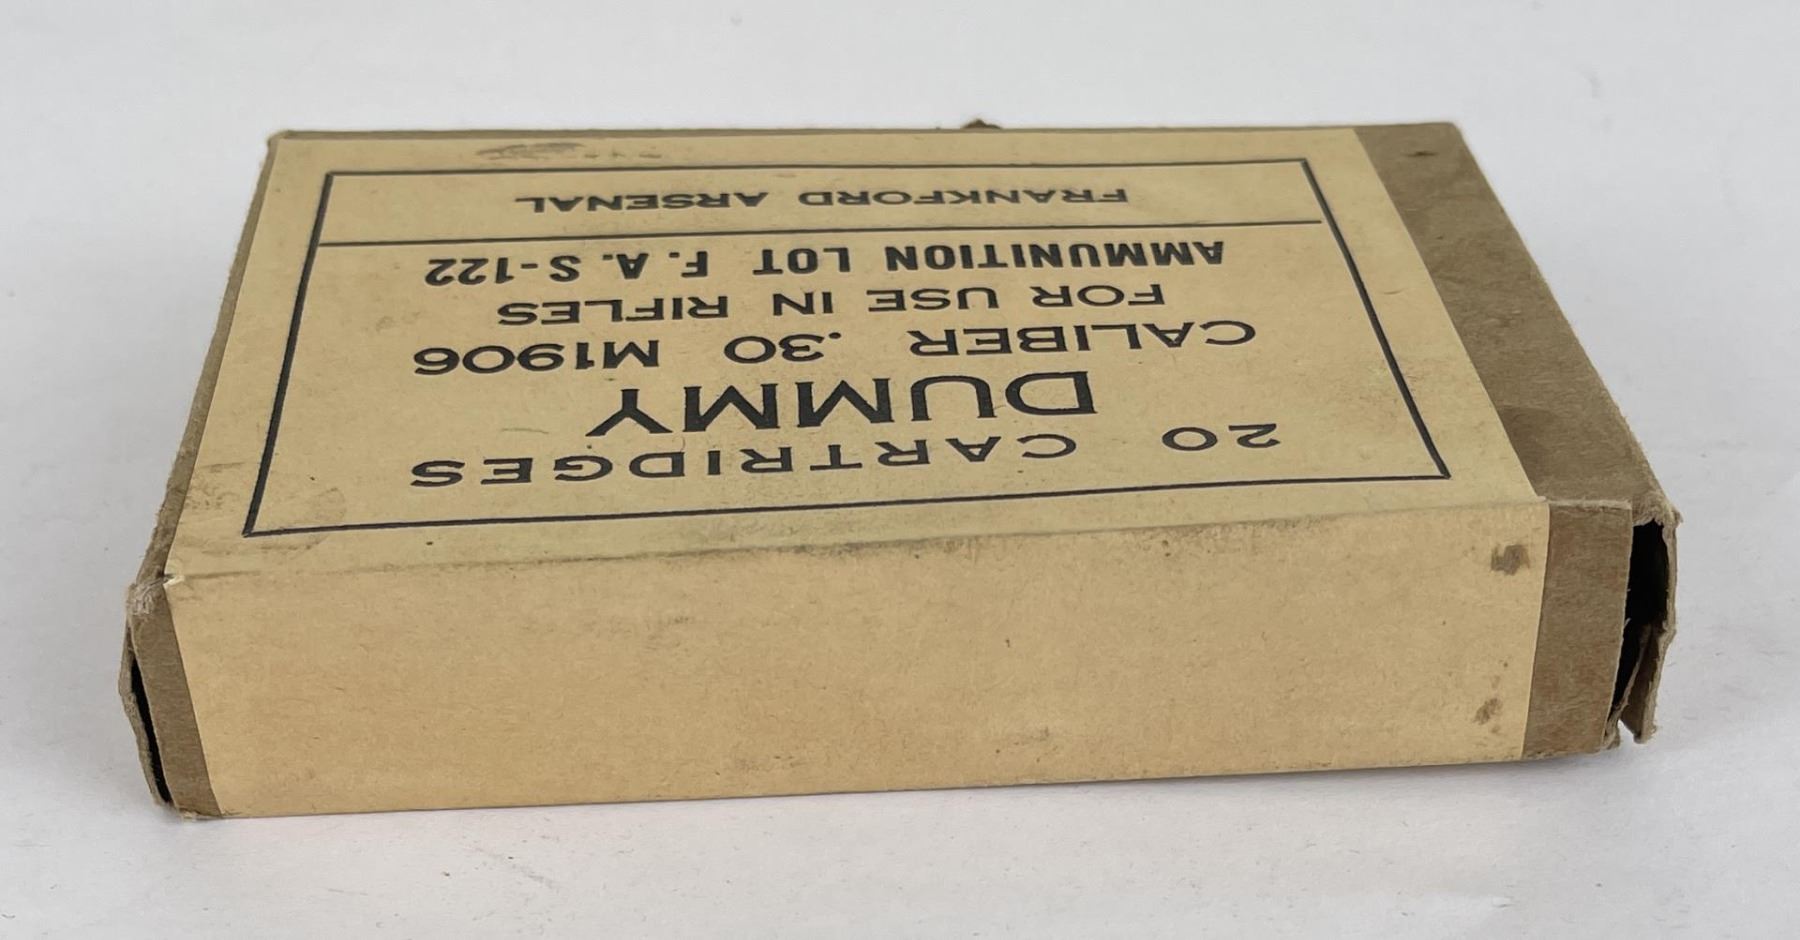 20 CARTRIDGES
DUMMY
CALIBER .30 M1906
FOR USE IN RIFLES
AMMUNITION LOT F.A. S-122
FRANKFORD ARSENAL